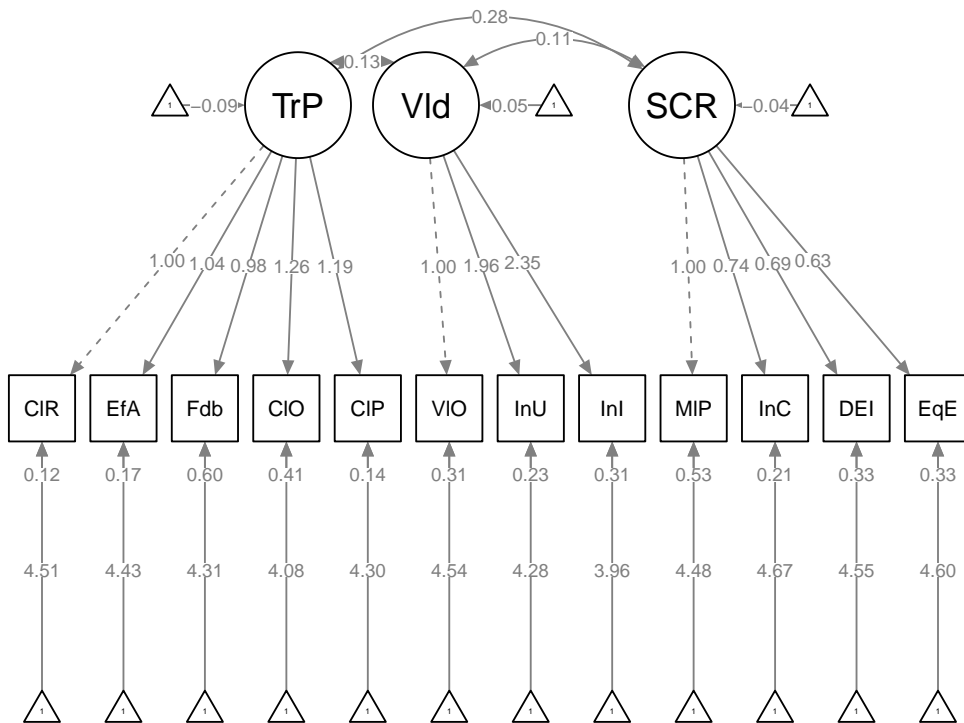 0.28
0.11
0.13
1 −0.09 TrP Vld 0.05 1 SCR −0.04 1
1.00 1.04 0.98 1.26 1.19 1.00 1.96 2.35 1.00 0.74 0.69 0.63
CIR EfA Fdb ClO ClP VIO InU InI MIP InC DEI EqE
0.12 0.17 0.60 0.41 0.14 0.31 0.23 0.31 0.53 0.21 0.33 0.33
4.51 4.43 4.31 4.08 4.30 4.54 4.28 3.96 4.48 4.67 4.55 4.60
1 1 1 1 1 1 1 1 1 1 1 1